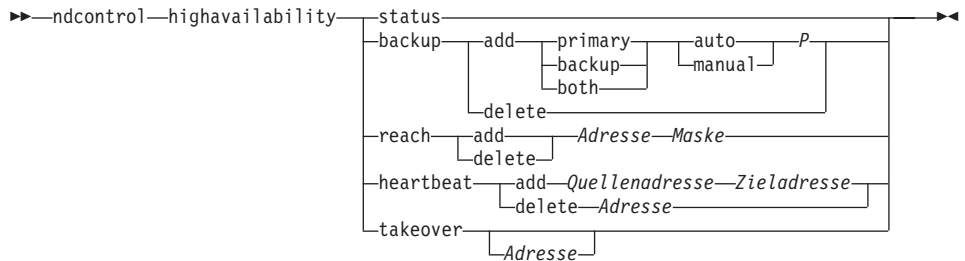 ndcontrol highavailability status
backup add primary auto P
backup manual
both
delete
reach add Adresse Maske
delete
heartbeat add Quellenadresse Zieladresse
delete Adresse
takeover
Adresse